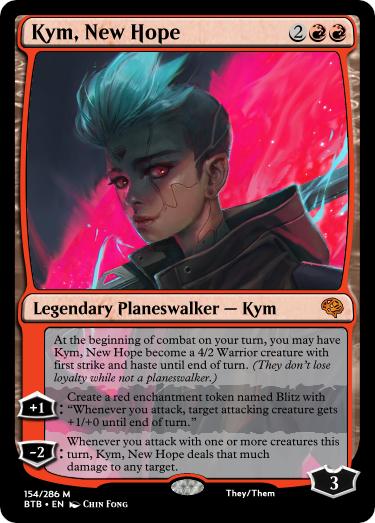 Kym, New Hope 2
Legendary Planeswalker — Kym
At the beginning of combat on your turn, you may have
Kym, New Hope become a 4/2 Warrior creature with
first strike and haste until end of turn. (They don't lose
loyalty while not a planeswalker.)
+1: Create a red enchantment token named Blitz with
"Whenever you attack, target attacking creature gets
+1/+0 until end of turn."
-2: Whenever you attack with one or more creatures this
turn, Kym, New Hope deals that much
damage to any target.
3
154/286 M They/Them
BTB • EN Chin Fong